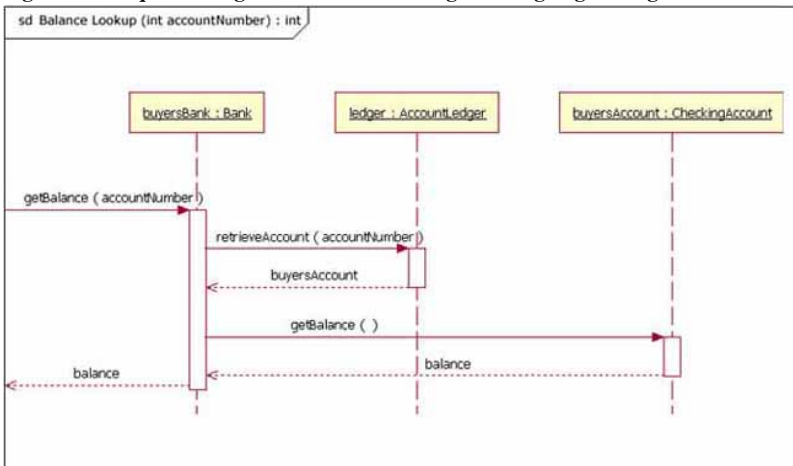 sd Balance Lookup (int accountNumber) : int
buyersBank : Bank
ledger : AccountLedger
buyersAccount : CheckingAccount
getBalance ( accountNumber )
retrieveAccount ( accountNumber )
buyersAccount
getBalance ( )
balance
balance